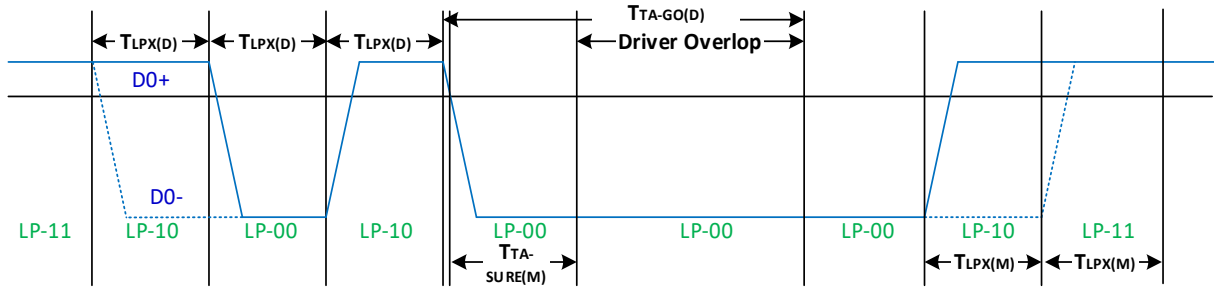 TTA-GO(D)
TLPX(D) TLPX(D) TLPX(D) Driver Overlop
D0+
D0-
LP-11 LP-10 LP-00 LP-10 LP-00 LP-00 LP-00 LP-10 LP-11
TTA-
SURE(M)
TLPX(M) TLPX(M)